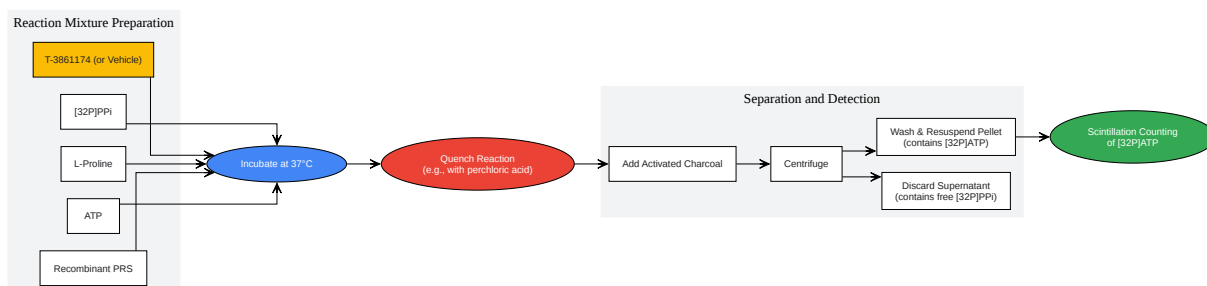 Reaction Mixture Preparation
T-3861174 (or Vehicle)
[32P]PPi
L-Proline
ATP
Recombinant PRS
Incubate at 37°C
Quench Reaction
(e.g., with perchloric acid)
Separation and Detection
Add Activated Charcoal
Centrifuge
Wash & Resuspend Pellet
(contains [32P]ATP)
Discard Supernatant
(contains free [32P]PPi)
Scintillation Counting
of [32P]ATP